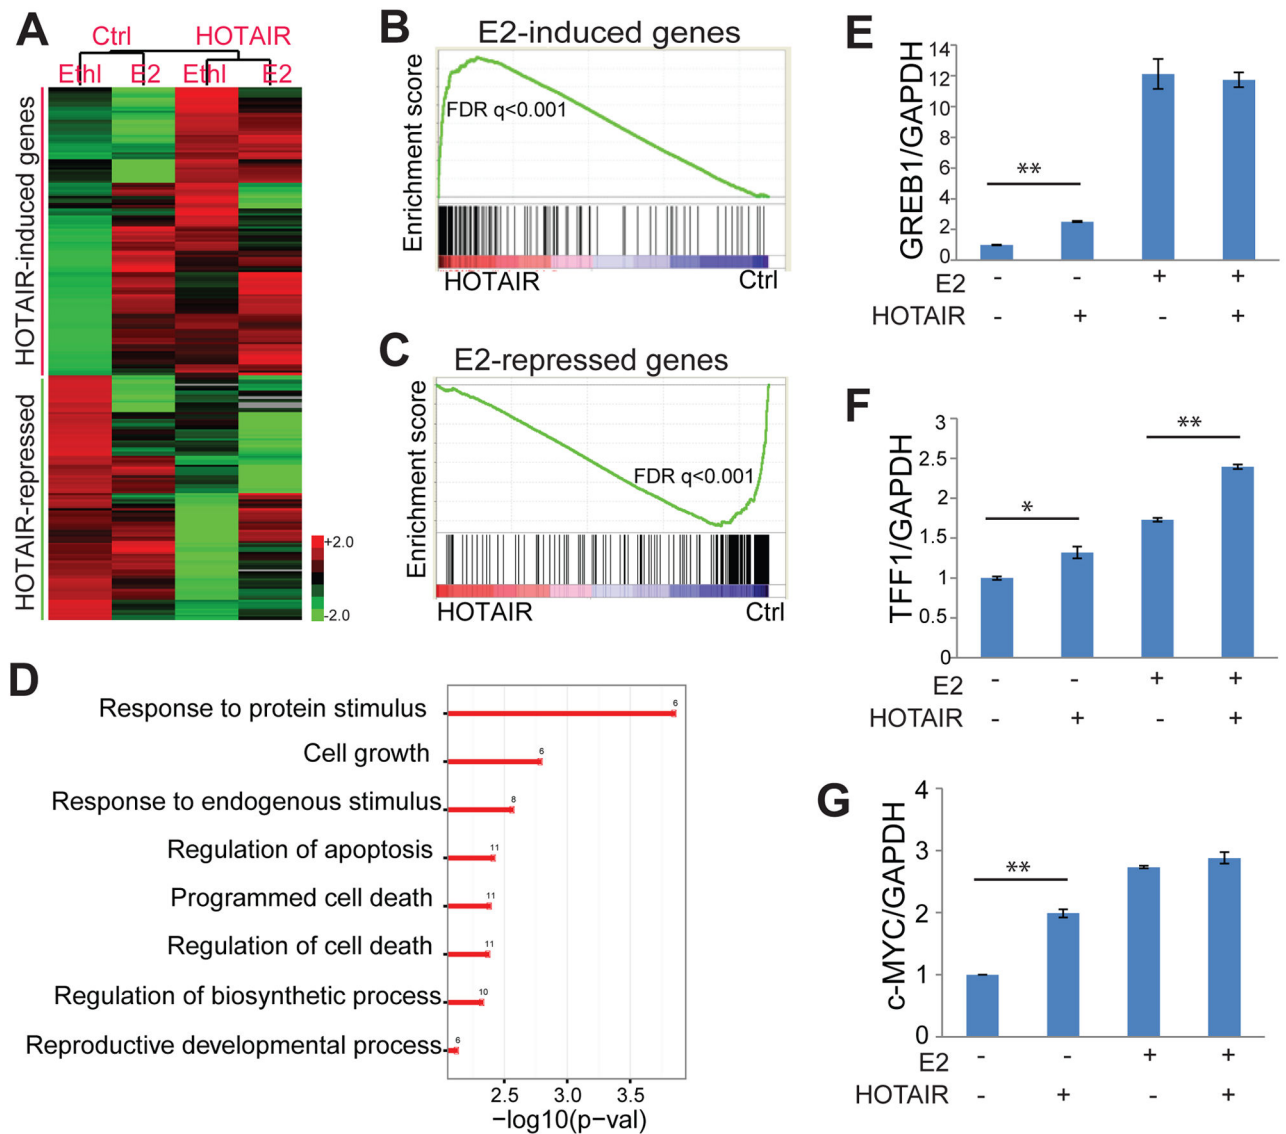 A
Ctrl
HOTAIR
Ethl
E2
Ethl
E2
HOTAIR-induced genes
HOTAIR-repressed
+2.0
-2.0
B
E2-induced genes
Enrichment score
FDR q<0.001
HOTAIR
Ctrl
C
E2-repressed genes
Enrichment score
FDR q<0.001
HOTAIR
Ctrl
D
Response to protein stimulus
6
Cell growth
6
Response to endogenous stimulus
8
Regulation of apoptosis
11
Programmed cell death
11
Regulation of cell death
11
Regulation of biosynthetic process
10
Reproductive developmental process
6
2.5 3.0 3.5
−log10(p−val)
E
GREB1/GAPDH
14
12
10
8
6
4
2
0
**
E2 - - + +
HOTAIR - + - +
F
TFF1/GAPDH
3
2.5
2
1.5
1
0.5
0
*
**
E2 - - + +
HOTAIR - + - +
G
c-MYC/GAPDH
4
3
2
1
0
**
E2 - - + +
HOTAIR - + - +